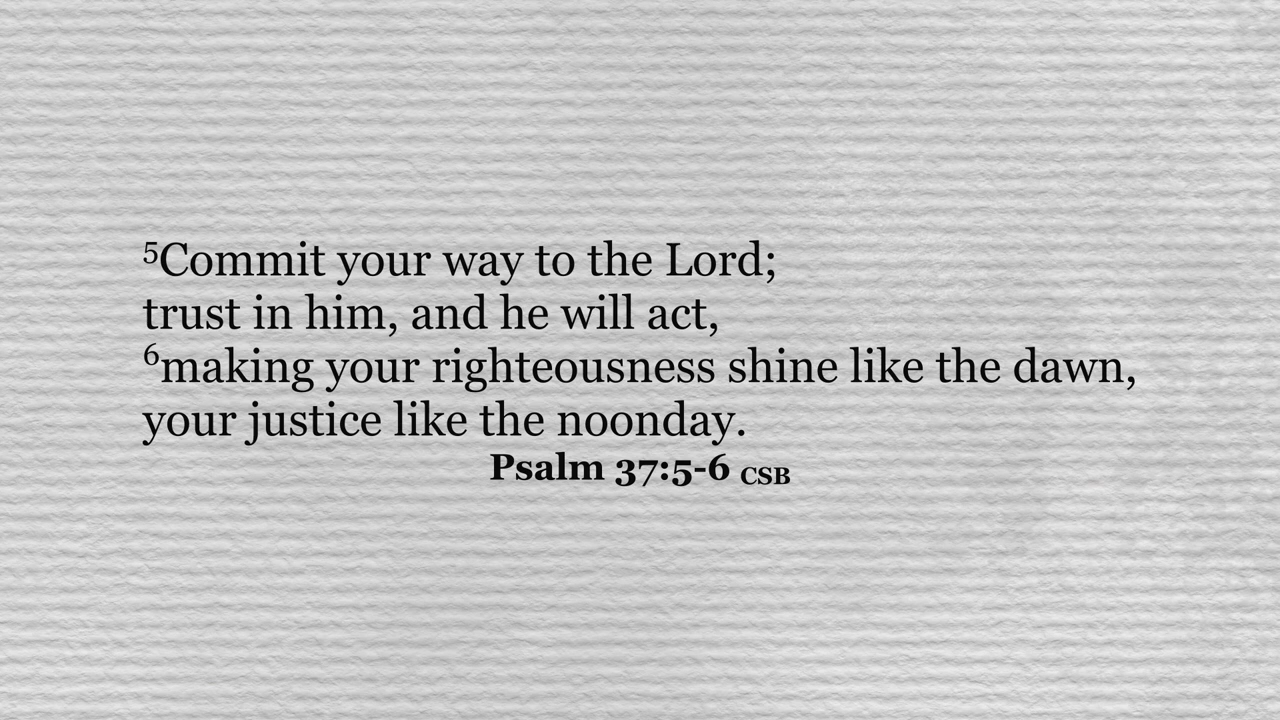 ⁵Commit your way to the Lord;
trust in him, and he will act,
⁶making your righteousness shine like the dawn,
your justice like the noonday.
Psalm 37:5-6 CSB